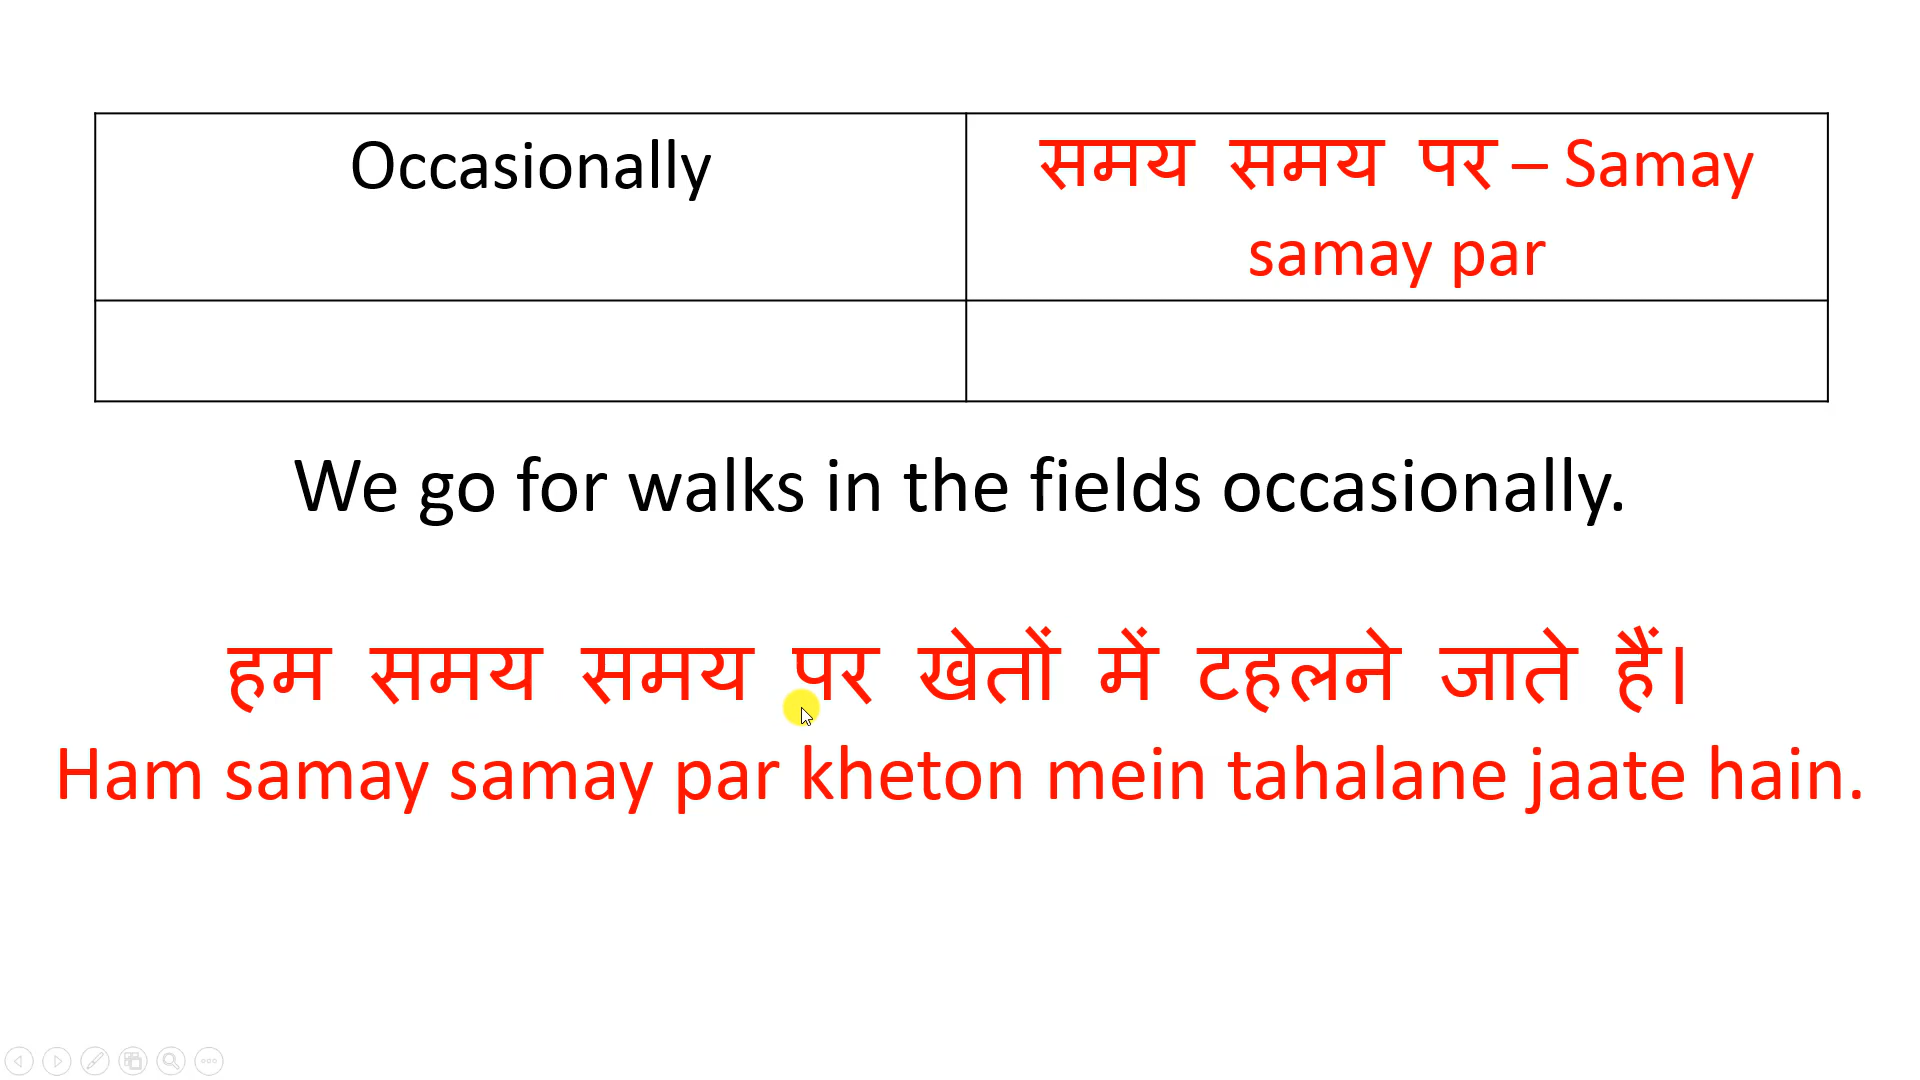 Occasionally
समय समय पर – Samay
samay par
We go for walks in the fields occasionally.
हम समय समय पर खेतों में टहलने जाते हैं।
Ham samay samay par kheton mein tahalane jaate hain.